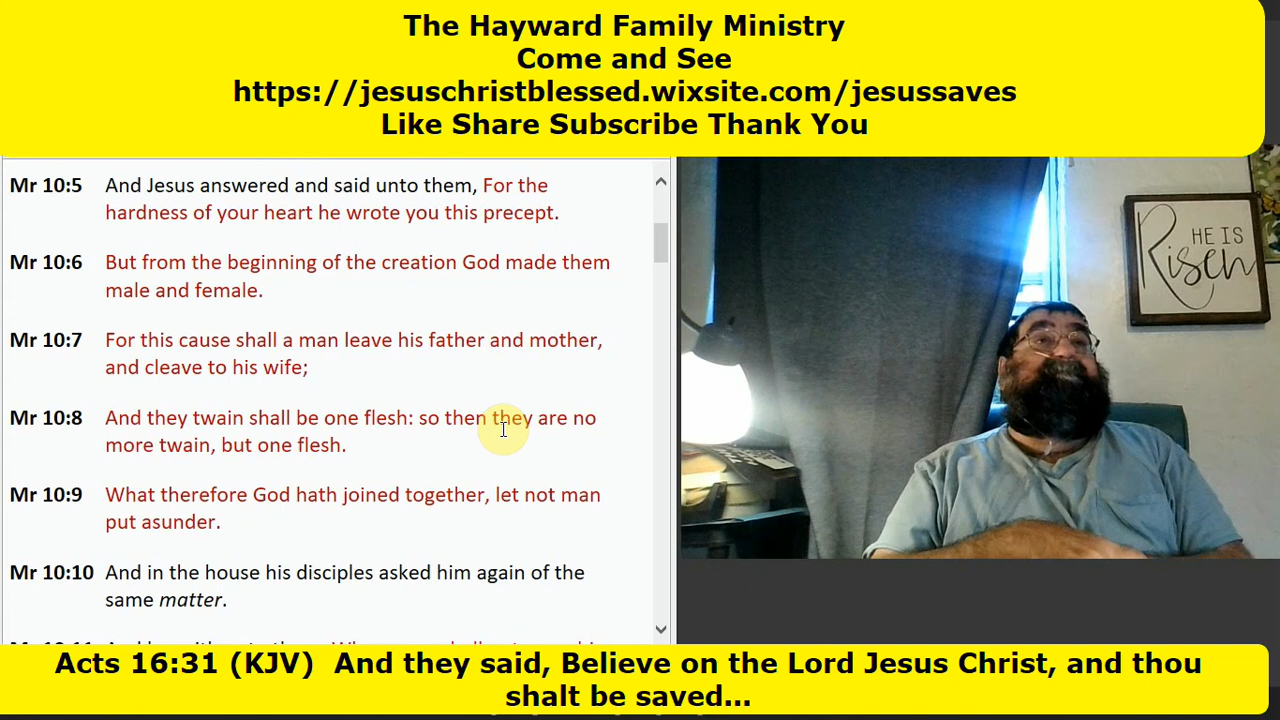 The Hayward Family Ministry
Come and See
https://jesuschristblessed.wixsite.com/jesussaves
Like Share Subscribe Thank You
Mr 10:5 And Jesus answered and said unto them, For the
hardness of your heart he wrote you this precept.
Mr 10:6 But from the beginning of the creation God made them
male and female.
Mr 10:7 For this cause shall a man leave his father and mother,
and cleave to his wife;
Mr 10:8 And they twain shall be one flesh: so then they are no
more twain, but one flesh.
Mr 10:9 What therefore God hath joined together, let not man
put asunder.
Mr 10:10 And in the house his disciples asked him again of the
same matter.
HE IS
Risen
Acts 16:31 (KJV) And they said, Believe on the Lord Jesus Christ, and thou
shalt be saved...